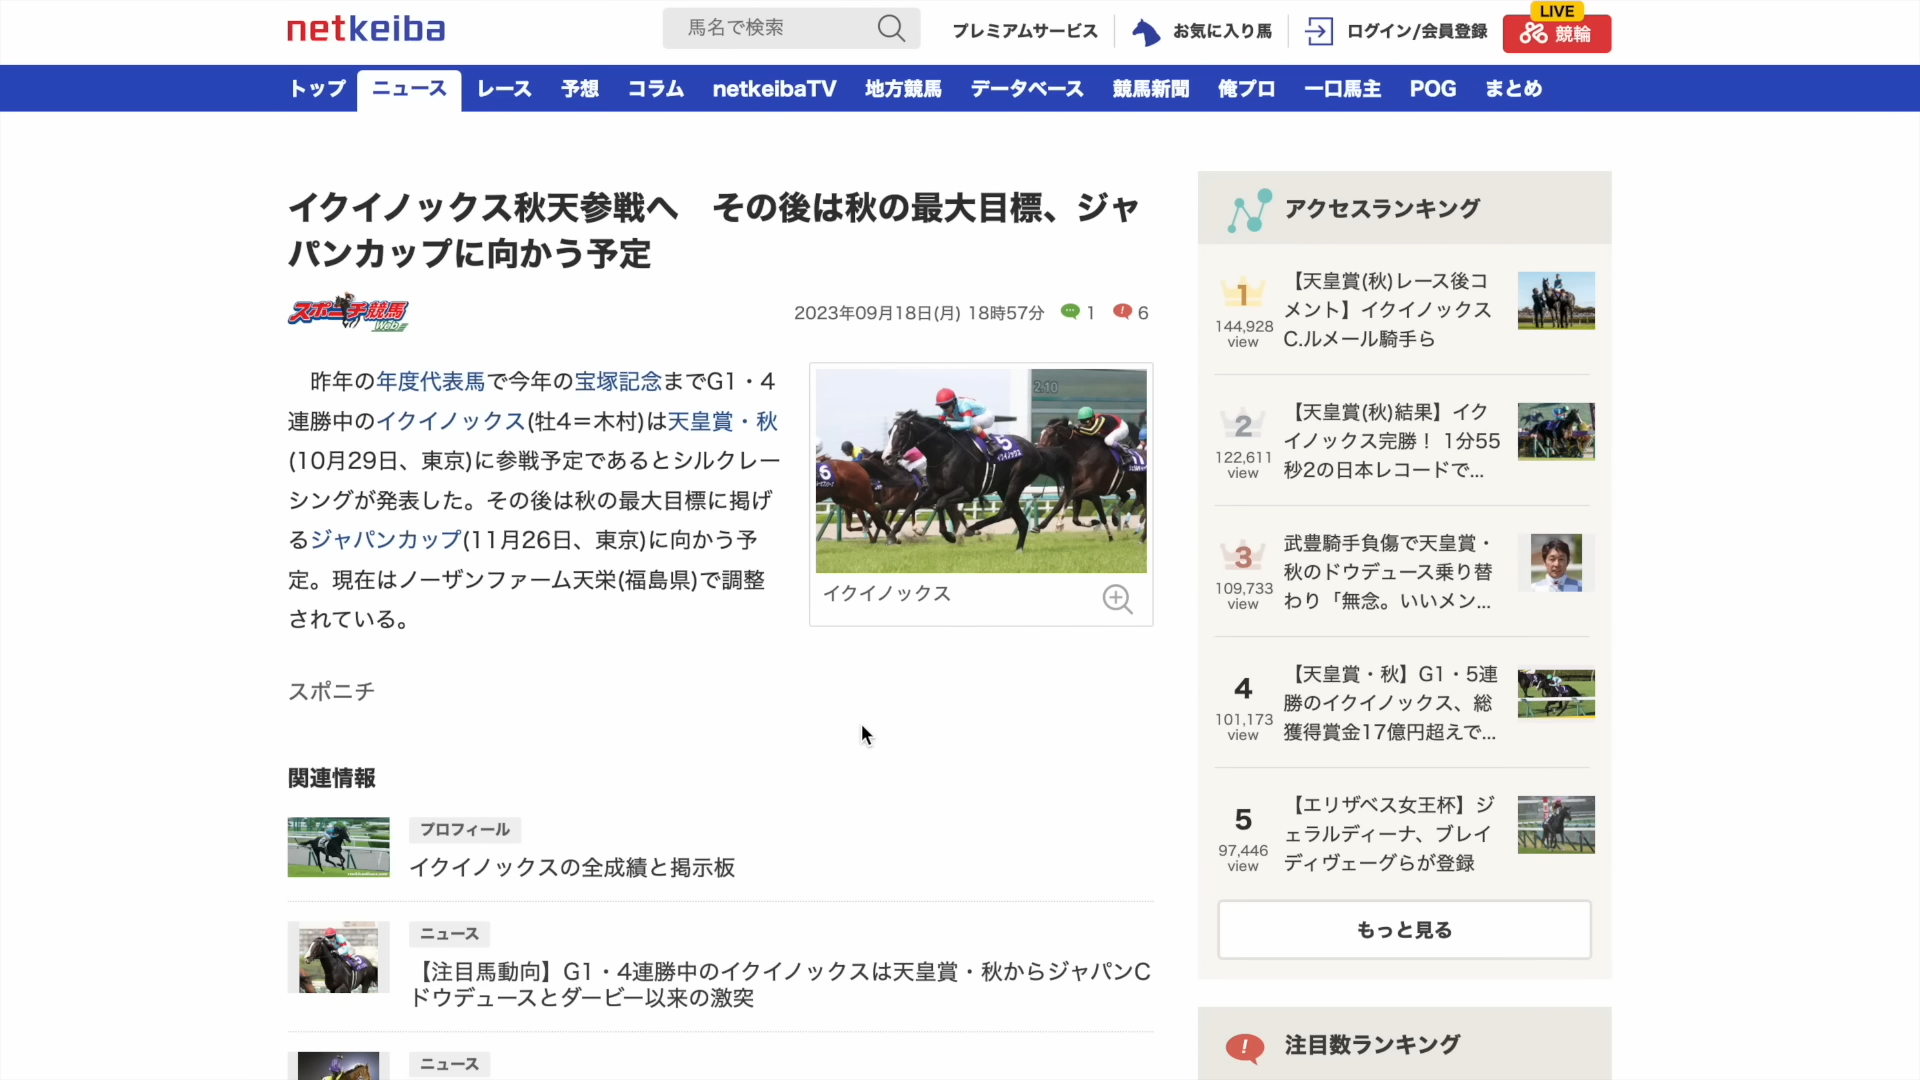 netkeiba
馬名で検索
プレミアムサービス
お気に入り馬
ログイン/会員登録
LIVE
競輪
トップ ニュース レース 予想 コラム netkeibaTV 地方競馬 データベース 競馬新聞 俺プロ 一口馬主 POG まとめ
イクイノックス秋天参戦へ その後は秋の最大目標、ジャ
パンカップに向かう予定
スポニチ競馬
Web
2023年09月18日(月) 18時57分 1 6
昨年の年度代表馬で今年の宝塚記念までG1・4
連勝中のイクイノックス(牡4=木村)は天皇賞・秋
(10月29日、東京)に参戦予定であるとシルクレー
シングが発表した。その後は秋の最大目標に掲げ
るジャパンカップ(11月26日、東京)に向かう予
定。現在はノーザンファーム天栄(福島県)で調整
されている。
2:10
5
イクイノックス
6
イクイノックス
スポニチ
関連情報
プロフィール
イクイノックスの全成績と掲示板
ニュース
【注目馬動向】G1・4連勝中のイクイノックスは天皇賞・秋からジャパンC
ドウデュースとダービー以来の激突
ニュース
アクセスランキング
1
144,928
view
【天皇賞(秋)レース後コ
メント】イクイノックス
C.ルメール騎手ら
2
122,611
view
【天皇賞(秋)結果】イク
イノックス完勝！ 1分55
秒2の日本レコードで...
3
109,733
view
武豊騎手負傷で天皇賞・
秋のドウデュース乗り替
わり「無念。いいメン...
4
101,173
view
【天皇賞・秋】G1・5連
勝のイクイノックス、総
獲得賞金17億円超えで...
5
97,446
view
【エリザベス女王杯】ジ
ェラルディーナ、ブレイ
ディヴェーグらが登録
もっと見る
注目数ランキング